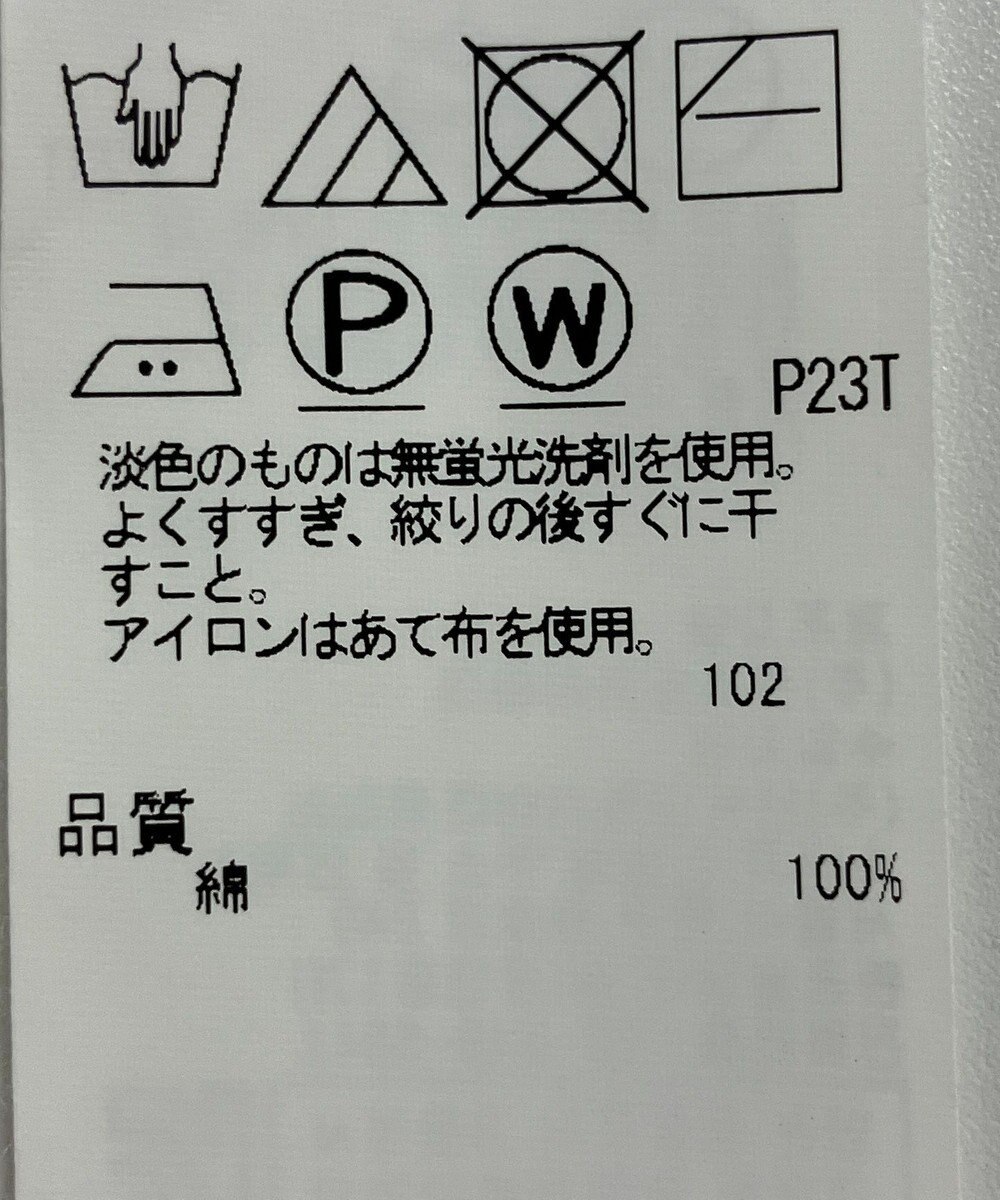 P W P23T
淡色のものは無蛍光洗剤を使用。
よくすすぎ、絞りの後すぐに干
すこと。
アイロンはあて布を使用。
102
品質
綿 100%